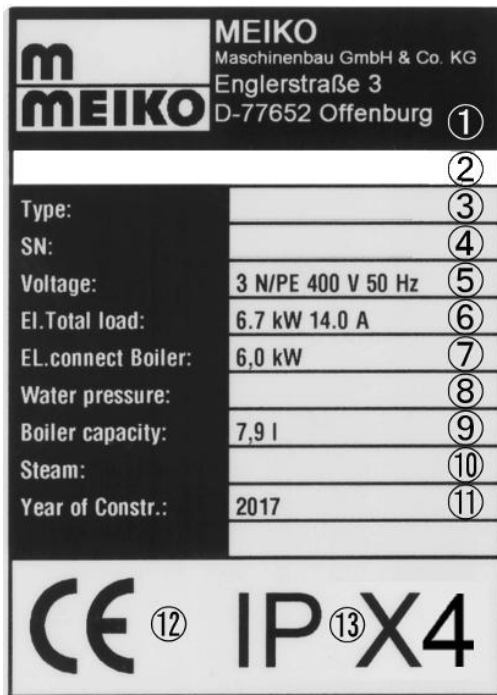 m
MEIKO
MEIKO
Maschinenbau GmbH & Co. KG
Englerstraße 3
D-77652 Offenburg ①
②
Type: ③
SN: ④
Voltage: 3 N/PE 400 V 50 Hz ⑤
El.Total load: 6.7 kW 14.0 A ⑥
EL.connect Boiler: 6,0 kW ⑦
Water pressure: ⑧
Boiler capacity: 7,9 l ⑨
Steam: ⑩
Year of Constr.: 2017 ⑪
CE ⑫ IP ⑬ X4